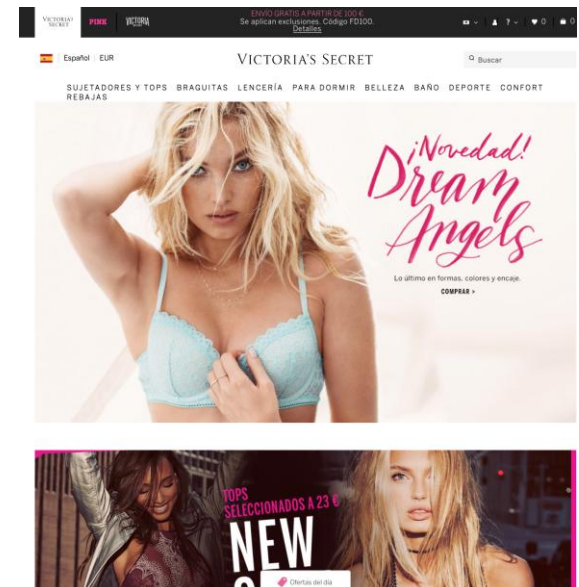 VICTORIA'S
SECRET
PINK
VICTORIA
ENVÍO GRATIS A PARTIR DE 100 €
Se aplican exclusiones. Código FD100.
Detalles
? 0 0
Español EUR
VICTORIA'S SECRET
Buscar
SUJETADORES Y TOPS BRAGUITAS LENCERÍA PARA DORMIR BELLEZA BAÑO DEPORTE CONFORT
REBAJAS
¡Novedad!
Dream
Angels
Lo último en formas, colores y encaje.
COMPRAR >
TOPS
SELECCIONADOS A 23 €
NEW
Ofertas del día